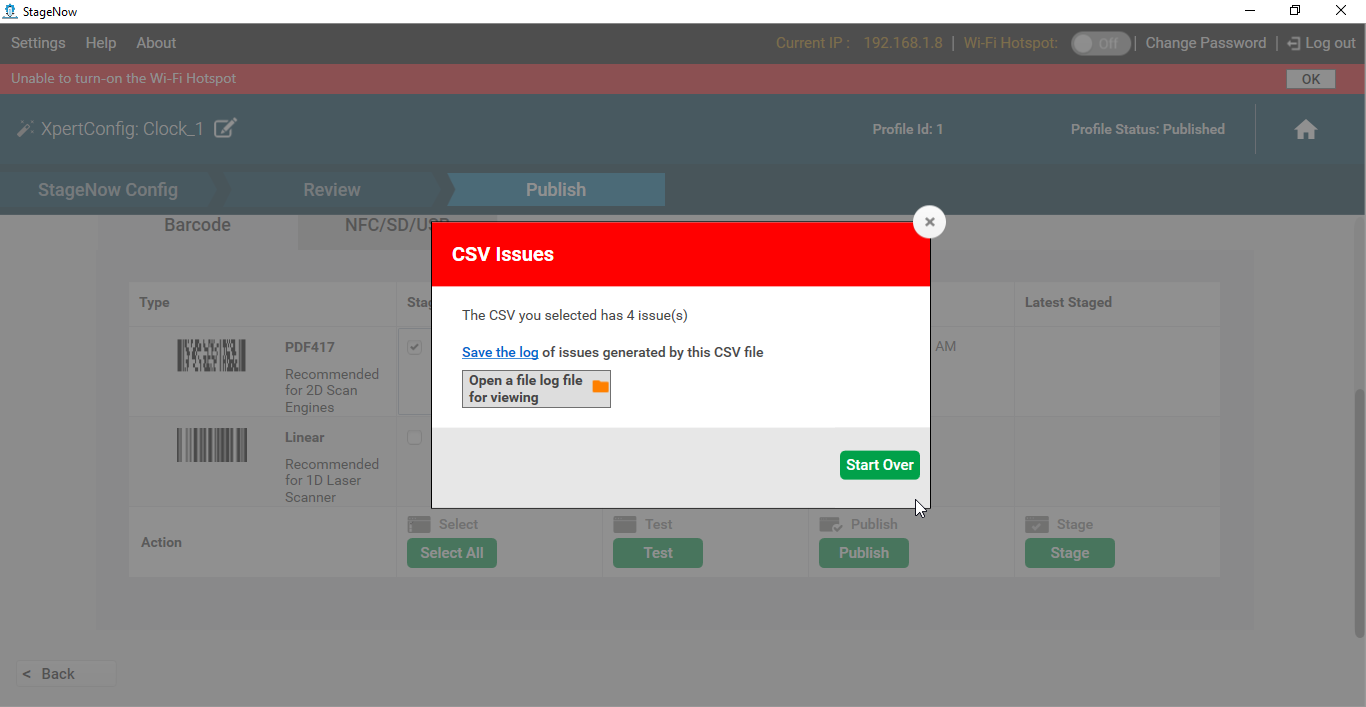 StageNow
Settings Help About Current IP : 192.168.1.8 | Wi-Fi Hotspot: Off | Change Password | Log out
Unable to turn-on the Wi-Fi Hotspot OK
XpertConfig: Clock_1 Profile Id: 1 Profile Status: Published
StageNow Config Review Publish
Barcode NFC/SD/USB
CSV Issues
Type Latest Staged
The CSV you selected has 4 issue(s)
PDF417 AM
Save the log of issues generated by this CSV file
Recommended
for 2D Scan
Engines
Open a file log file
for viewing
Linear
Recommended
for 1D Laser
Scanner
Start Over
Action
Select Test Publish Stage
Select All Test Publish Stage
< Back